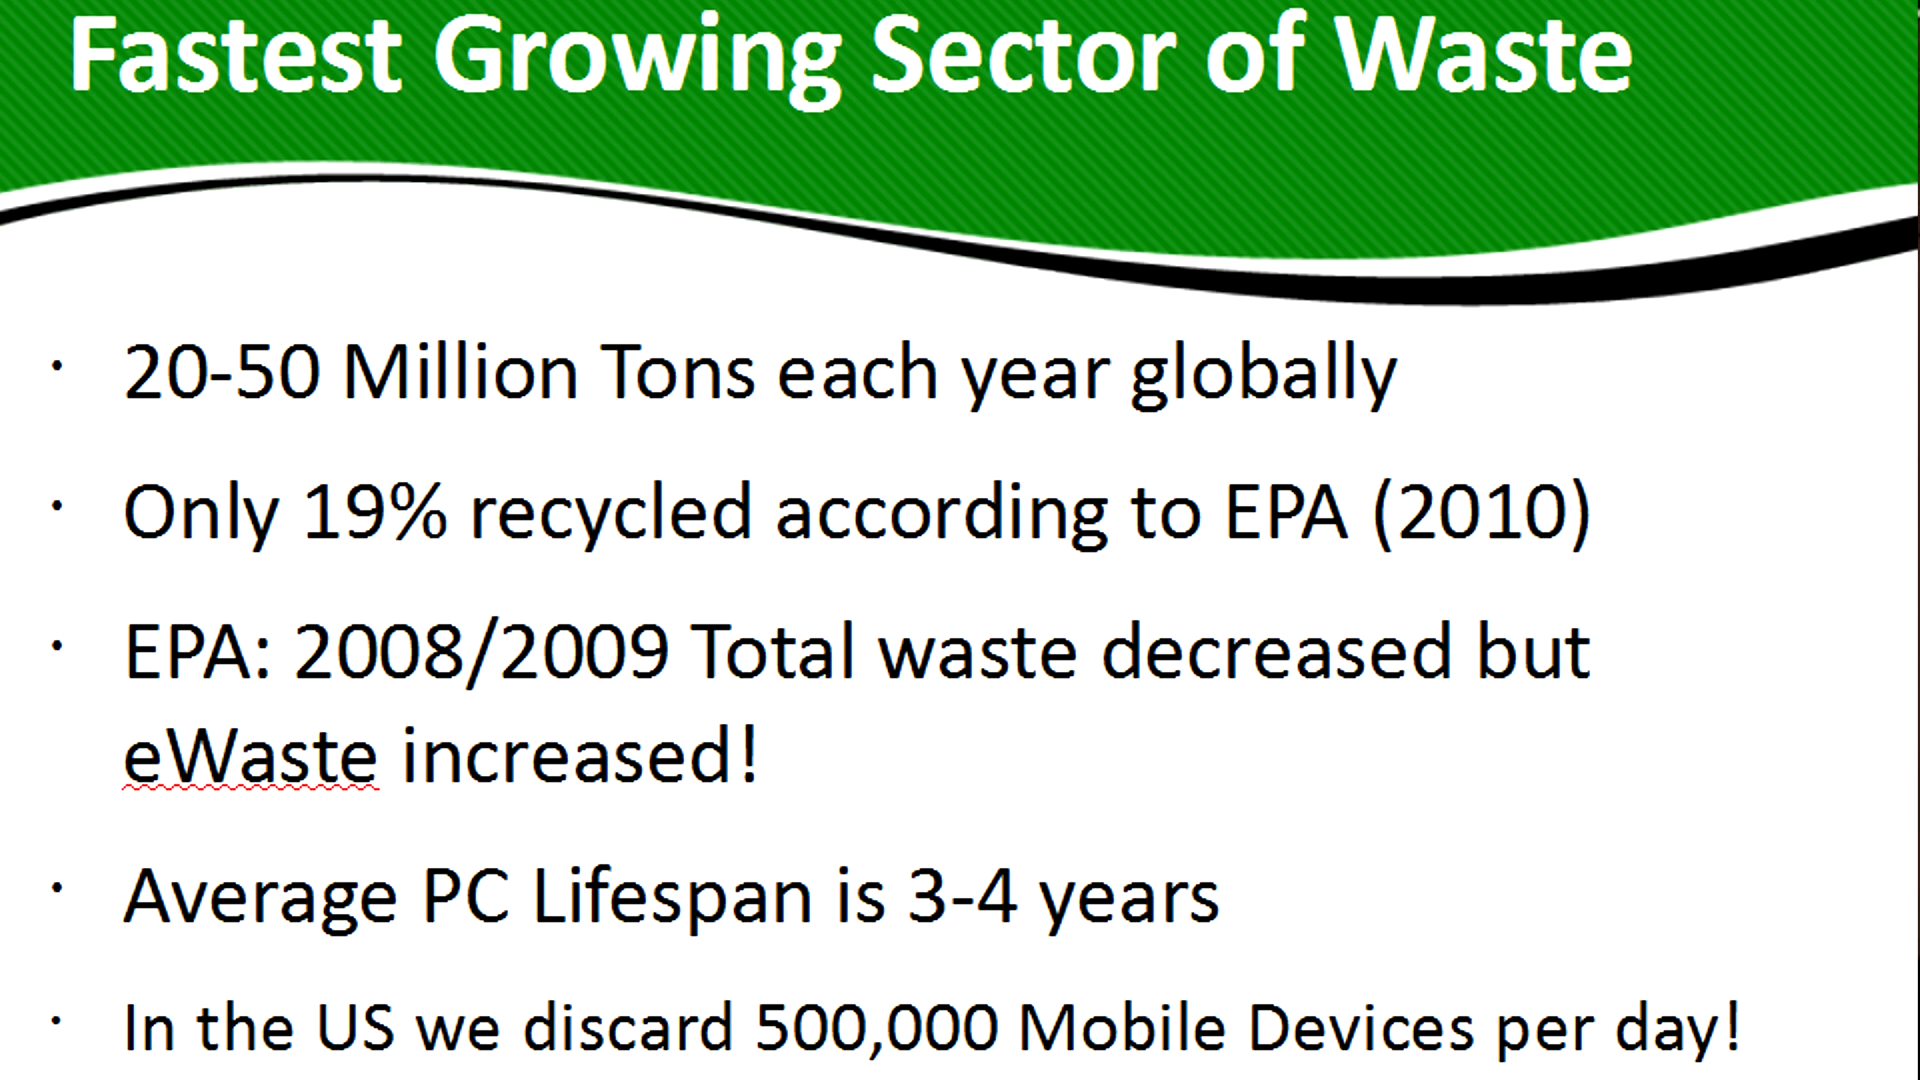 Fastest Growing Sector of Waste
· 20-50 Million Tons each year globally
· Only 19% recycled according to EPA (2010)
· EPA: 2008/2009 Total waste decreased but
eWaste increased!
· Average PC Lifespan is 3-4 years
· In the US we discard 500,000 Mobile Devices per day!